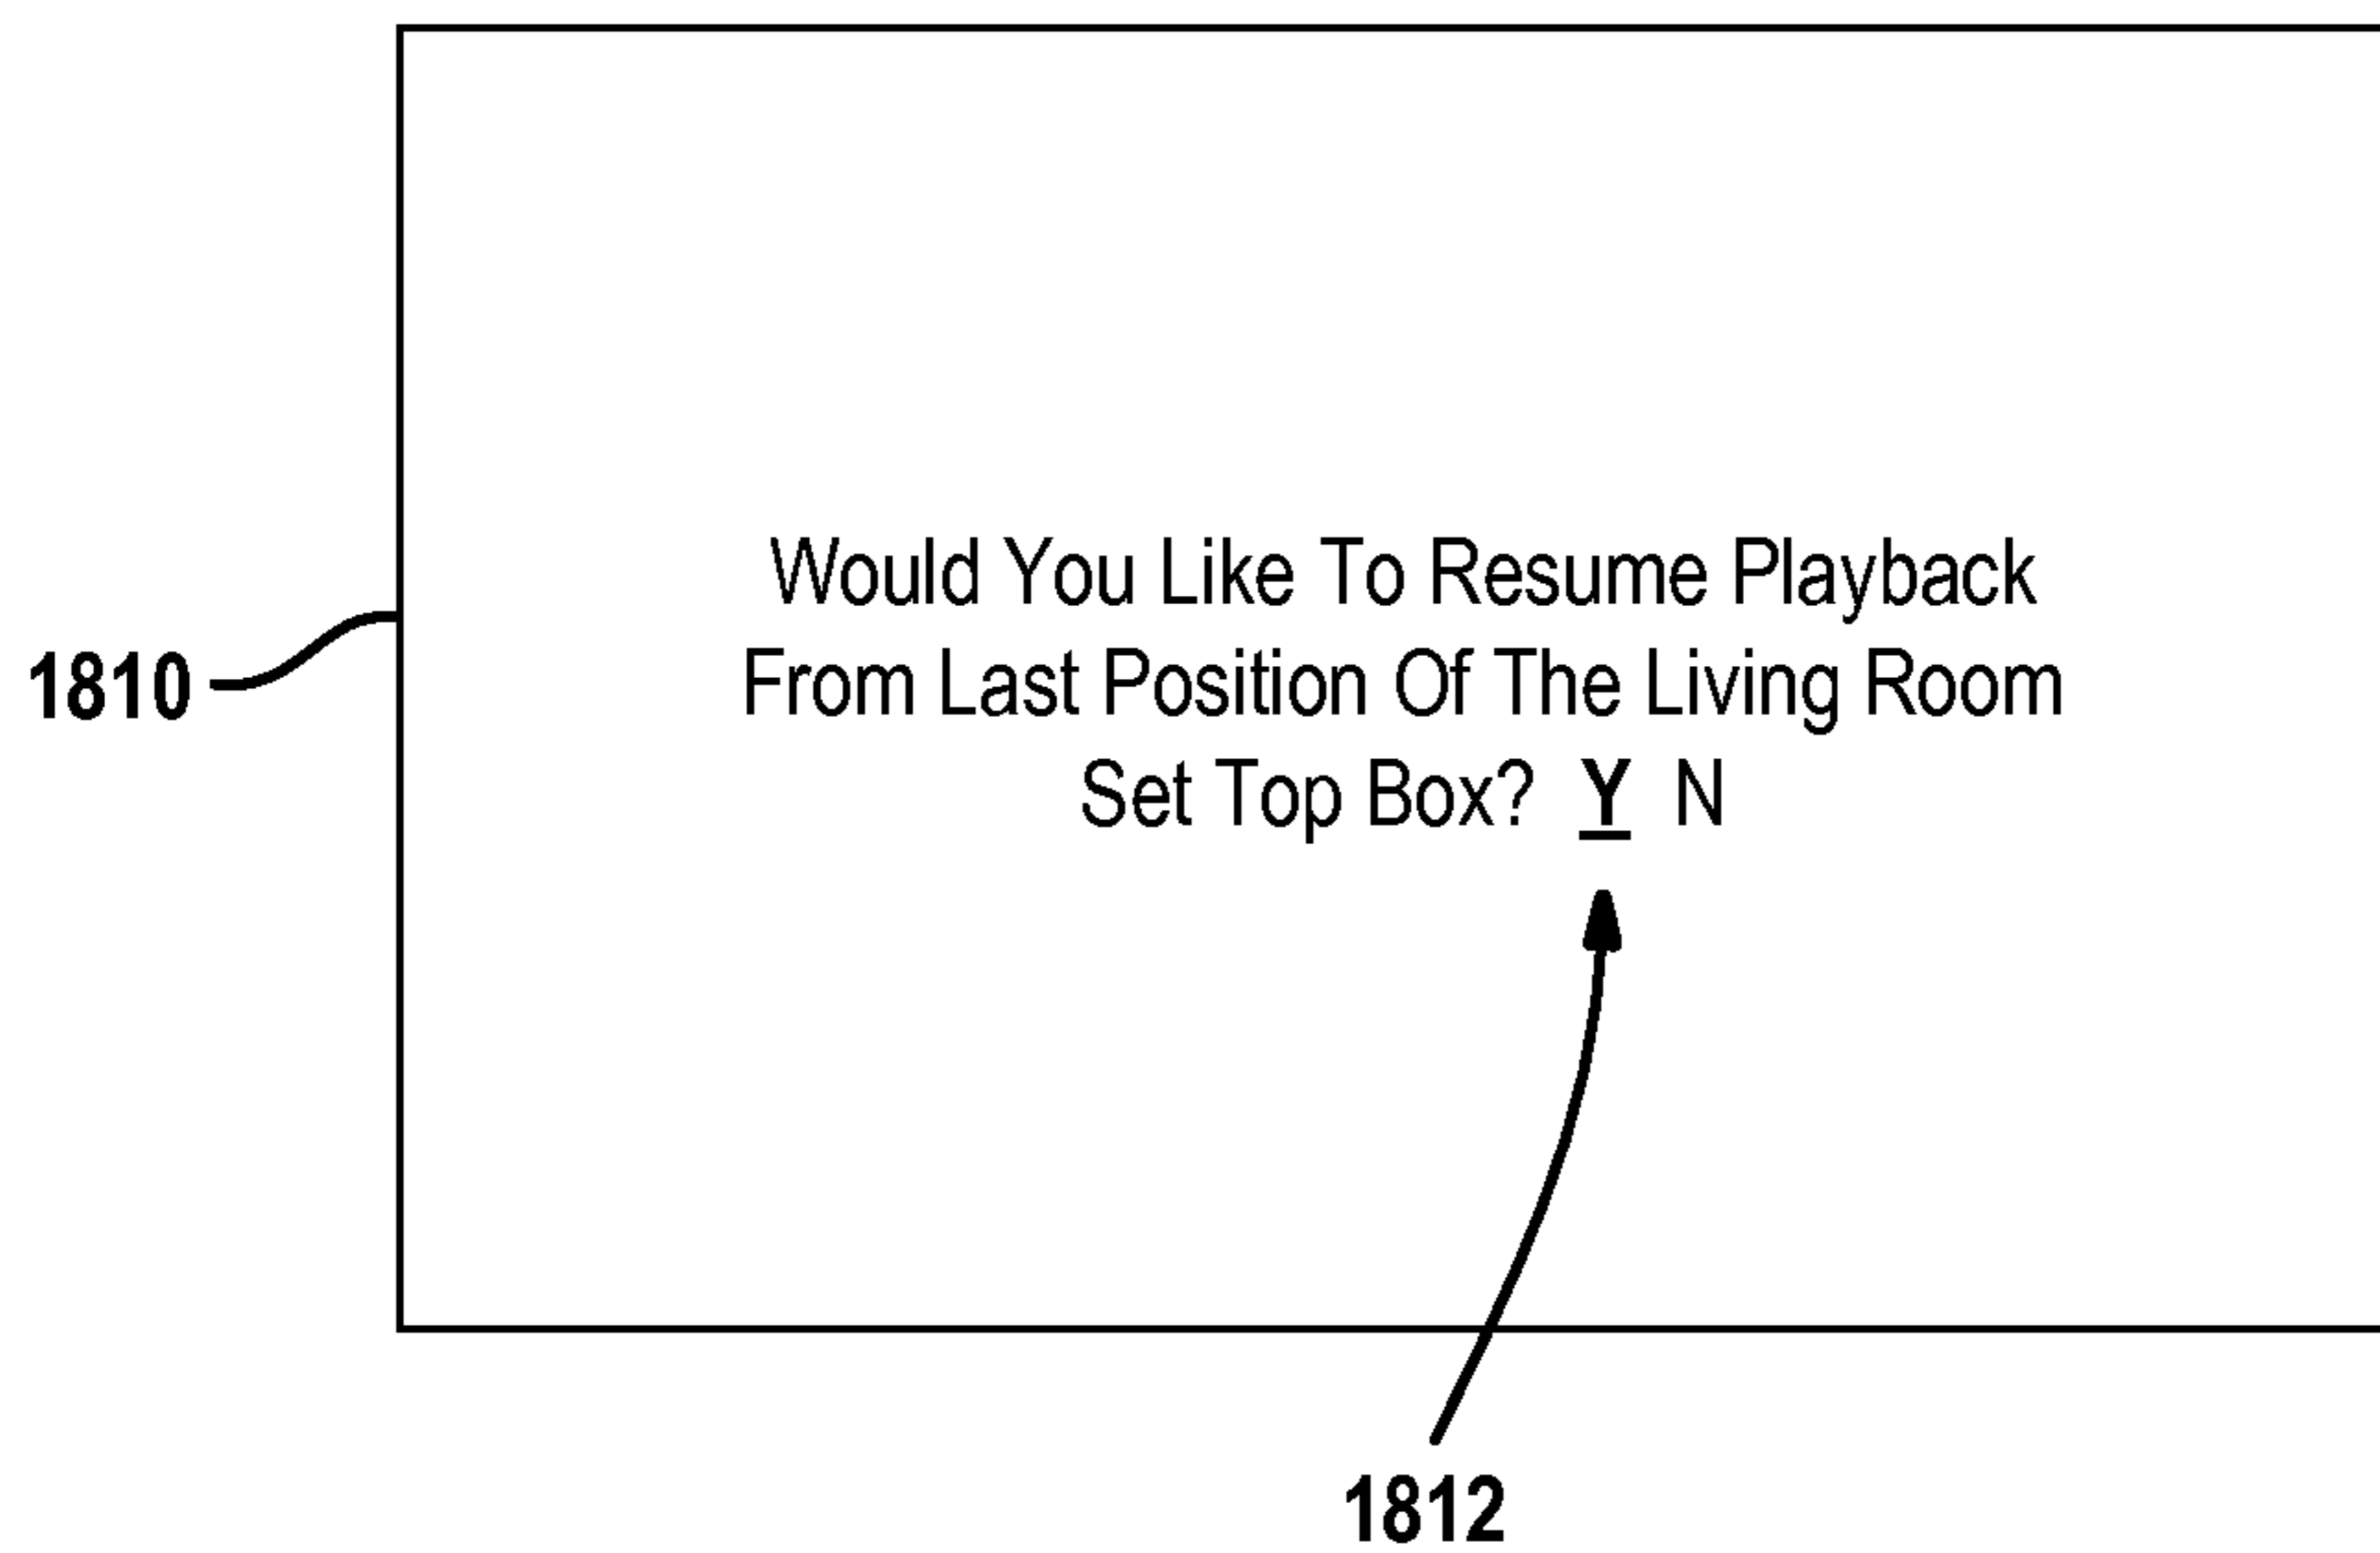 Would You Like To Resume Playback
From Last Position Of The Living Room
1810
Set Top Box? Y N
1812